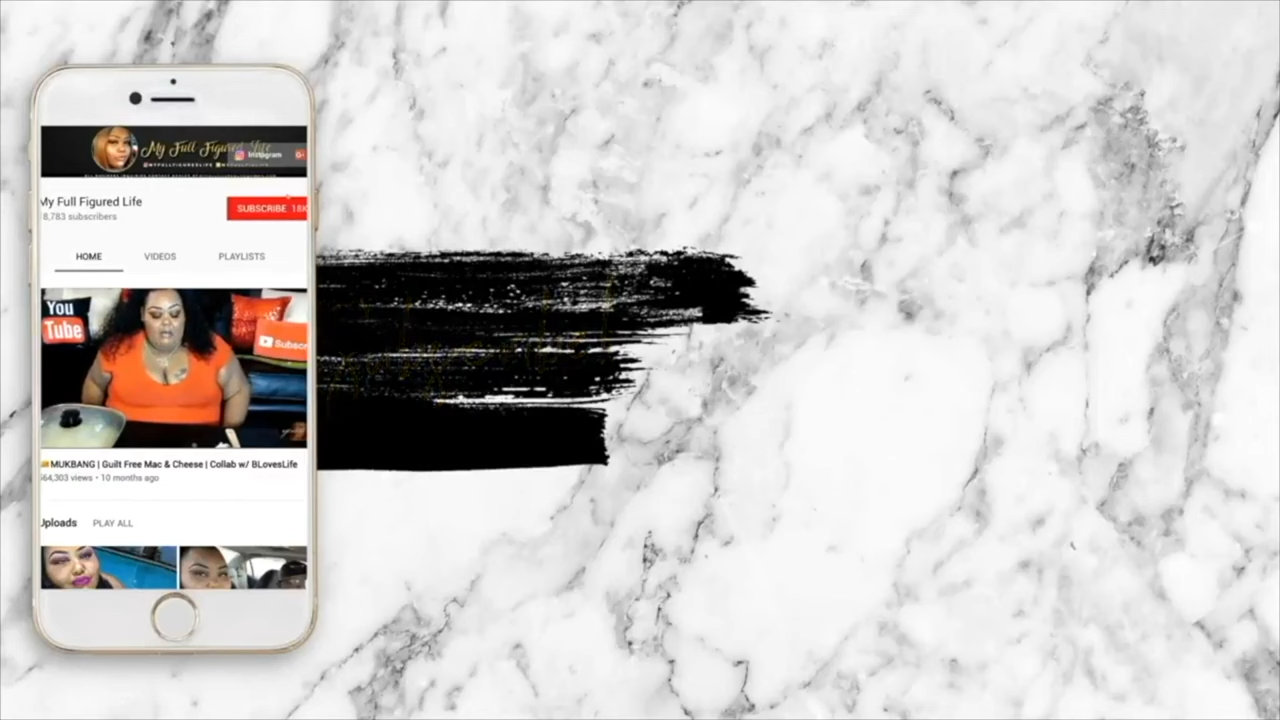 My Full Figured Life
Instagram
G+
My Full Figured Life
8,783 subscribers
SUBSCRIBE 18K
HOME VIDEOS PLAYLISTS
You
Tube
Subscr
MUKBANG | Guilt Free Mac & Cheese | Collab w/ BLovesLife
64,303 views • 10 months ago
Uploads PLAY ALL